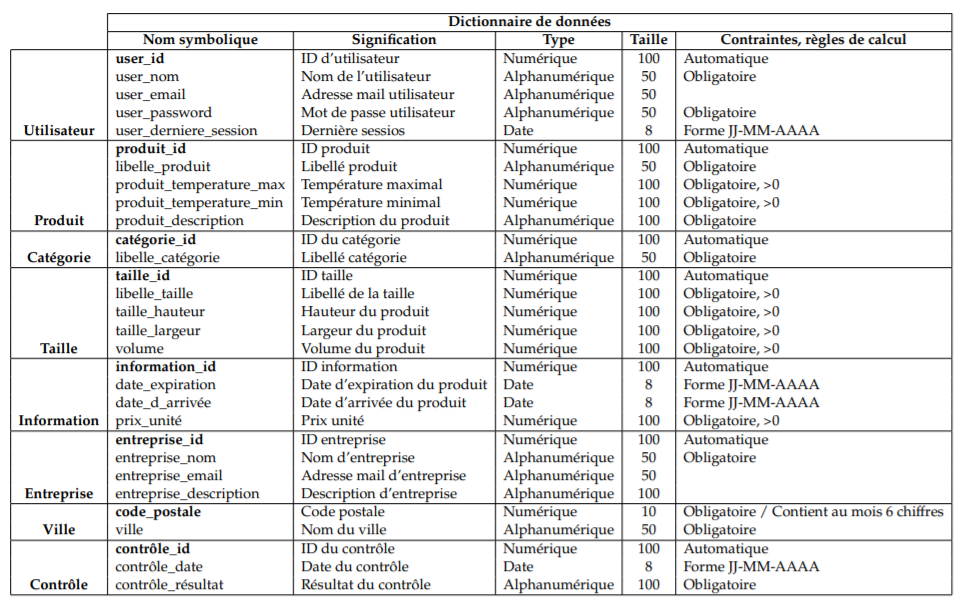 Dictionnaire de données
Nom symbolique Signification Type Taille Contraintes, règles de calcul
user_id ID d'utilisateur Numérique 100 Automatique
user_nom Nom de l'utilisateur Alphanumérique 50 Obligatoire
user_email Adresse mail utilisateur Alphanumérique 50
user_password Mot de passe utilisateur Alphanumérique 50 Obligatoire
Utilisateur user_derniere_session Dernière sessios Date 8 Forme JJ-MM-AAAA
produit_id ID produit Numérique 100 Automatique
libelle_produit Libellé produit Alphanumérique 50 Obligatoire
produit_temperature_max Température maximal Numérique 100 Obligatoire, >0
produit_temperature_min Température minimal Numérique 100 Obligatoire, >0
Produit produit_description Description du produit Alphanumérique 100 Obligatoire
catégorie_id ID du catégorie Numérique 100 Automatique
Catégorie libelle_catégorie Libellé catégorie Alphanumérique 50 Obligatoire
taille_id ID taille Numérique 100 Automatique
libelle_taille Libellé de la taille Numérique 100 Obligatoire, >0
taille_hauteur Hauteur du produit Numérique 100 Obligatoire, >0
taille_largeur Largeur du produit Numérique 100 Obligatoire, >0
Taille volume Volume du produit Numérique 100 Obligatoire, >0
information_id ID information Numérique 100 Automatique
date_expiration Date d'expiration du produit Date 8 Forme JJ-MM-AAAA
date_d_arrivée Date d'arrivée du produit Date 8 Forme JJ-MM-AAAA
Information prix_unité Prix unité Numérique 100 Obligatoire, >0
entreprise_id ID entreprise Numérique 100 Automatique
entreprise_nom Nom d'entreprise Alphanumérique 50 Obligatoire
entreprise_email Adresse mail d'entreprise Alphanumérique 50
Entreprise entreprise_description Description d'entreprise Alphanumérique 100
code_postale Code postale Numérique 10 Obligatoire / Contient au mois 6 chiffres
Ville ville Nom du ville Alphanumérique 50 Obligatoire
contrôle_id ID du contrôle Numérique 100 Automatique
contrôle_date Date du contrôle Date 8 Forme JJ-MM-AAAA
Contrôle contrôle_résultat Résultat du contrôle Alphanumérique 100 Obligatoire